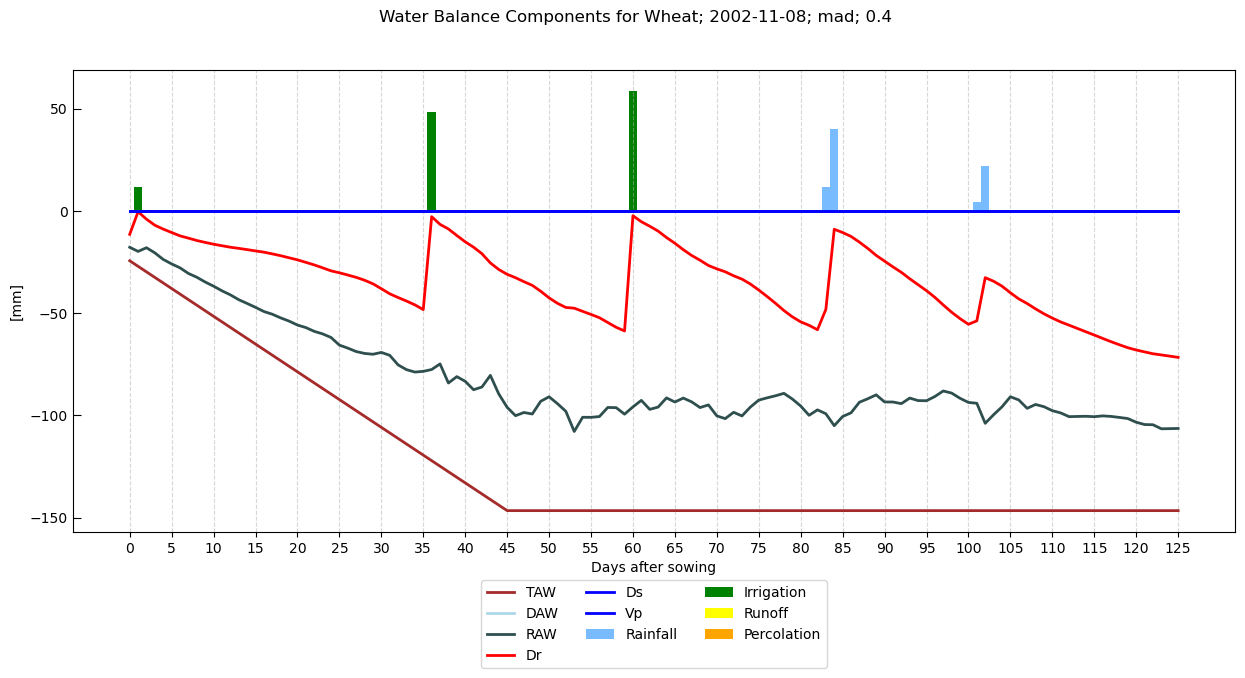 Water Balance Components for Wheat; 2002-11-08; mad; 0.4
50
0
−50
−100
−150
[mm]
0 5 10 15 20 25 30 35 40 45 50 55 60 65 70 75 80 85 90 95 100 105 110 115 120 125
Days after sowing
TAW Ds Irrigation
DAW Vp Runoff
RAW Rainfall Percolation
Dr